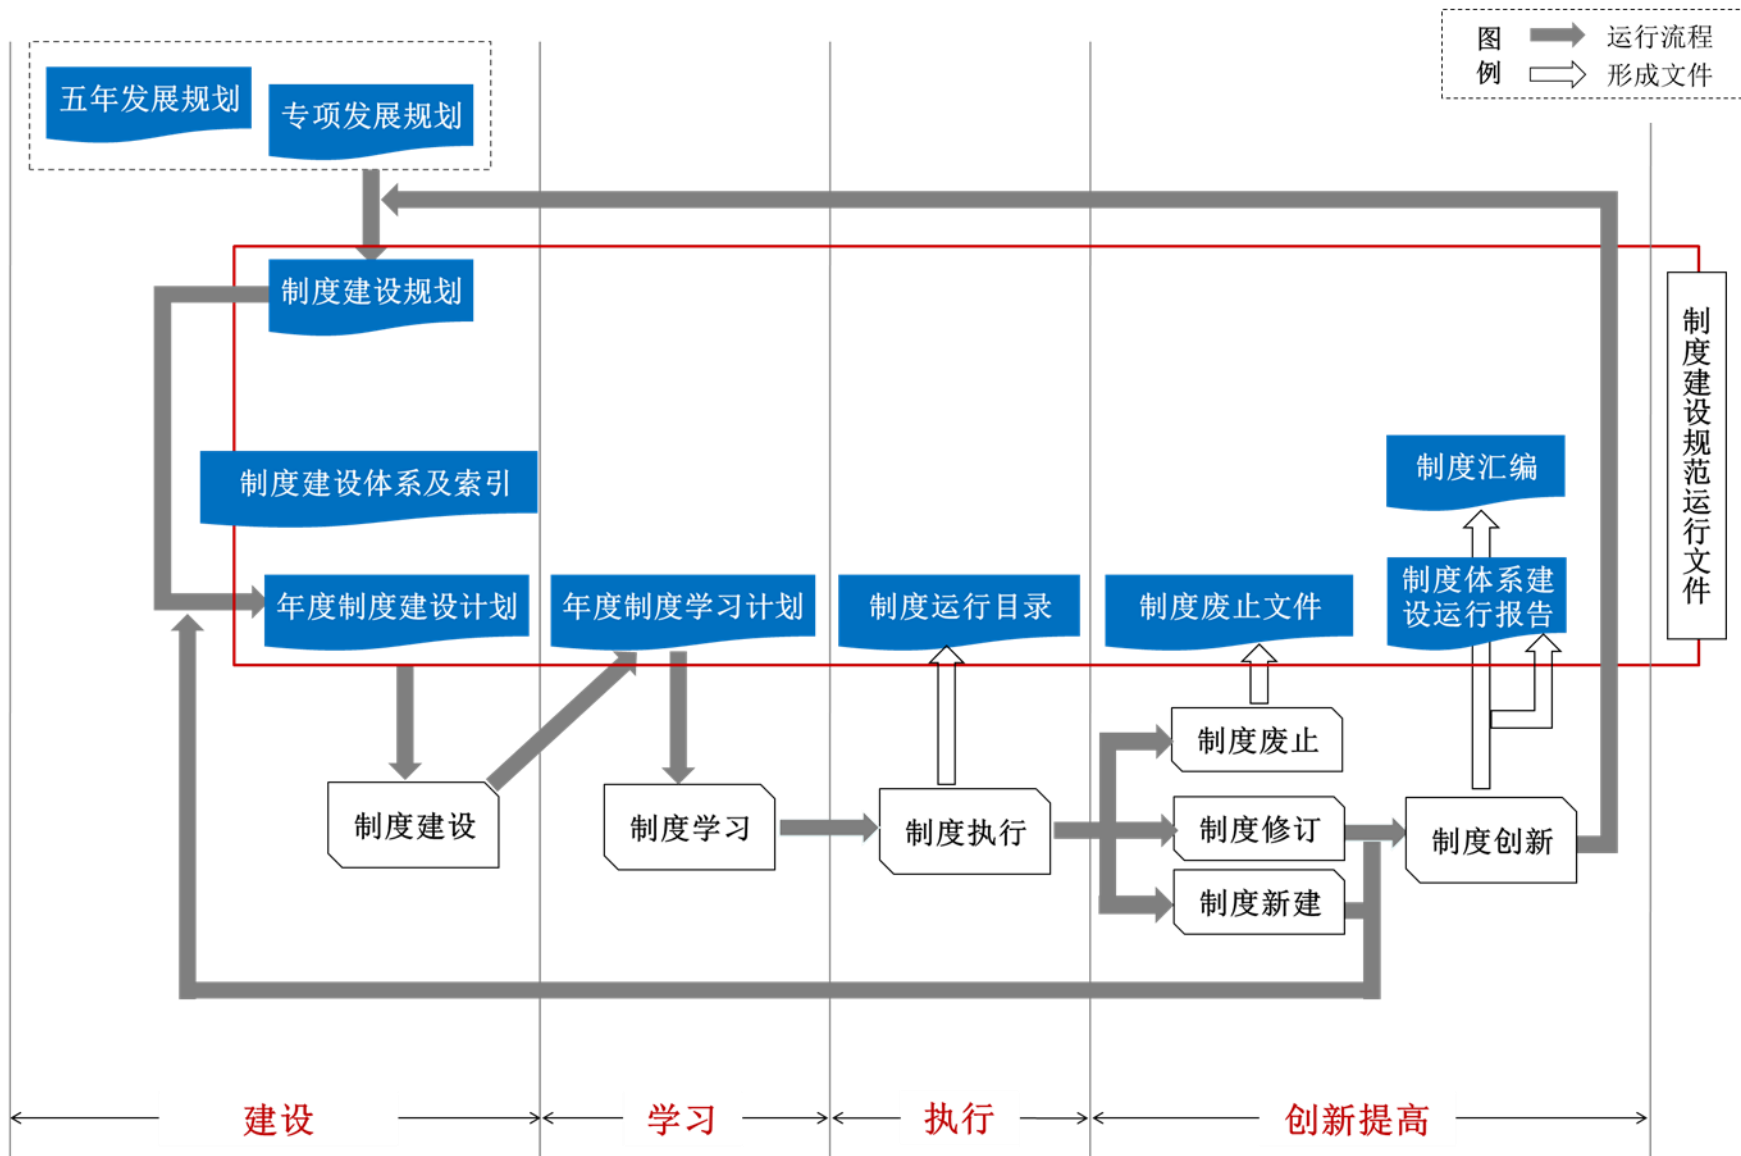 图例
运行流程
形成文件
五年发展规划
专项发展规划
制度建设规划
制度建设规范运行文件
制度汇编
制度建设体系及索引
年度制度建设计划
年度制度学习计划
制度运行目录
制度废止文件
制度体系建
设运行报告
制度废止
制度建设
制度学习
制度执行
制度修订
制度创新
制度新建
建设
学习
执行
创新提高